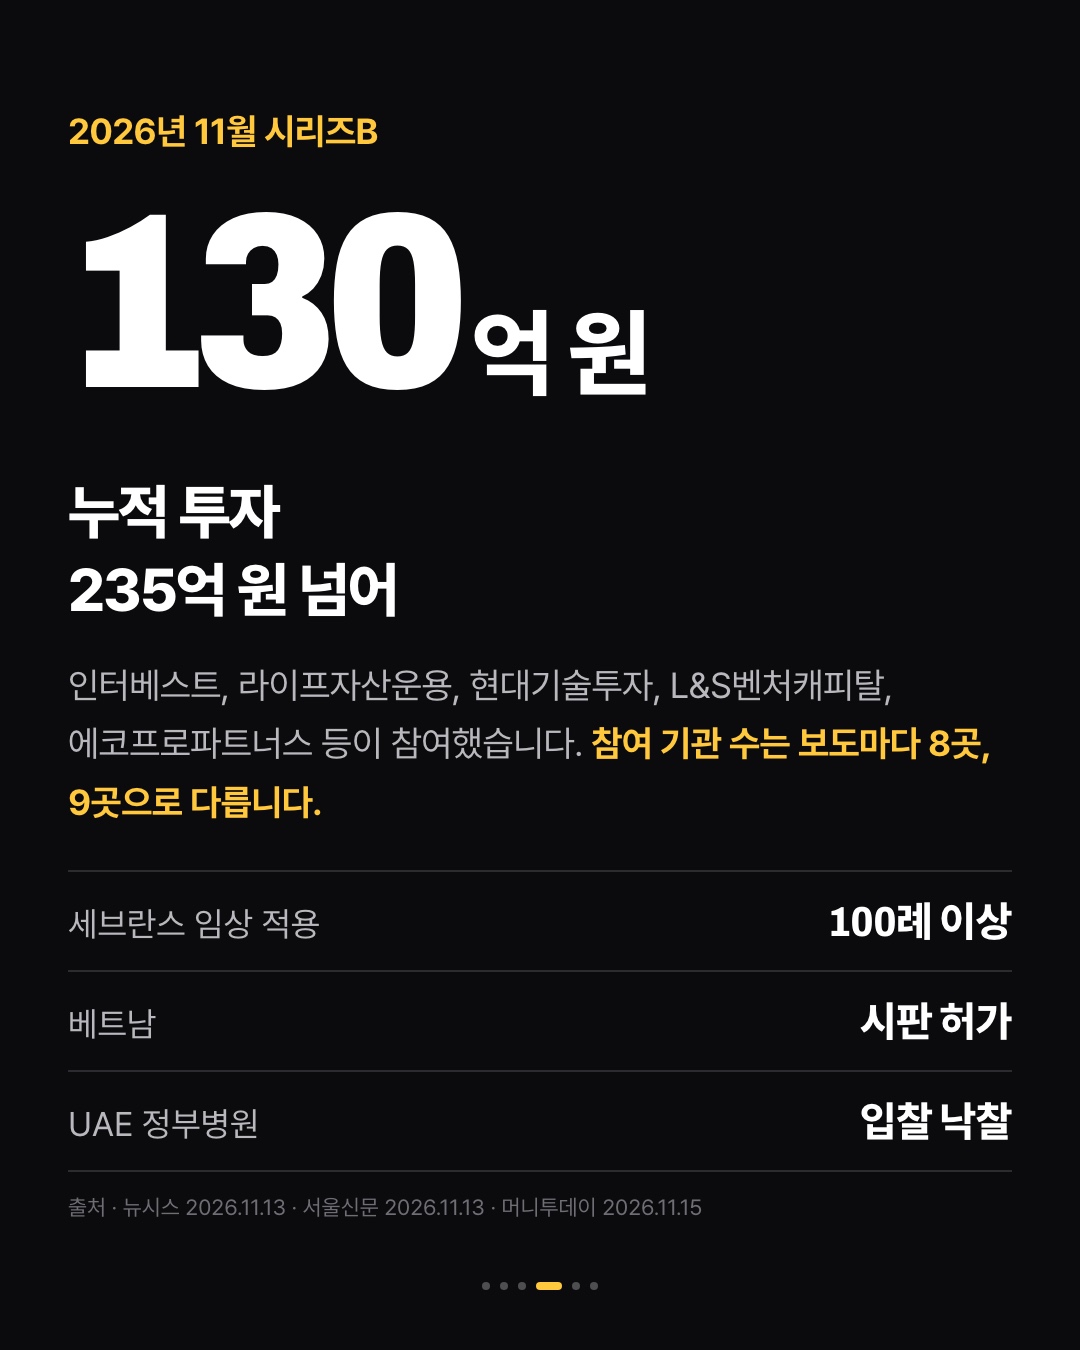 2026년 11월 시리즈B
130억 원
누적 투자
235억 원 넘어
인터베스트, 라이프자산운용, 현대기술투자, L&S벤처캐피탈,
에코프로파트너스 등이 참여했습니다. 참여 기관 수는 보도마다 8곳,
9곳으로 다릅니다.
세브란스 임상 적용 100례 이상
베트남 시판 허가
UAE 정부병원 입찰 낙찰
출처 · 뉴시스 2026.11.13 · 서울신문 2026.11.13 · 머니투데이 2026.11.15